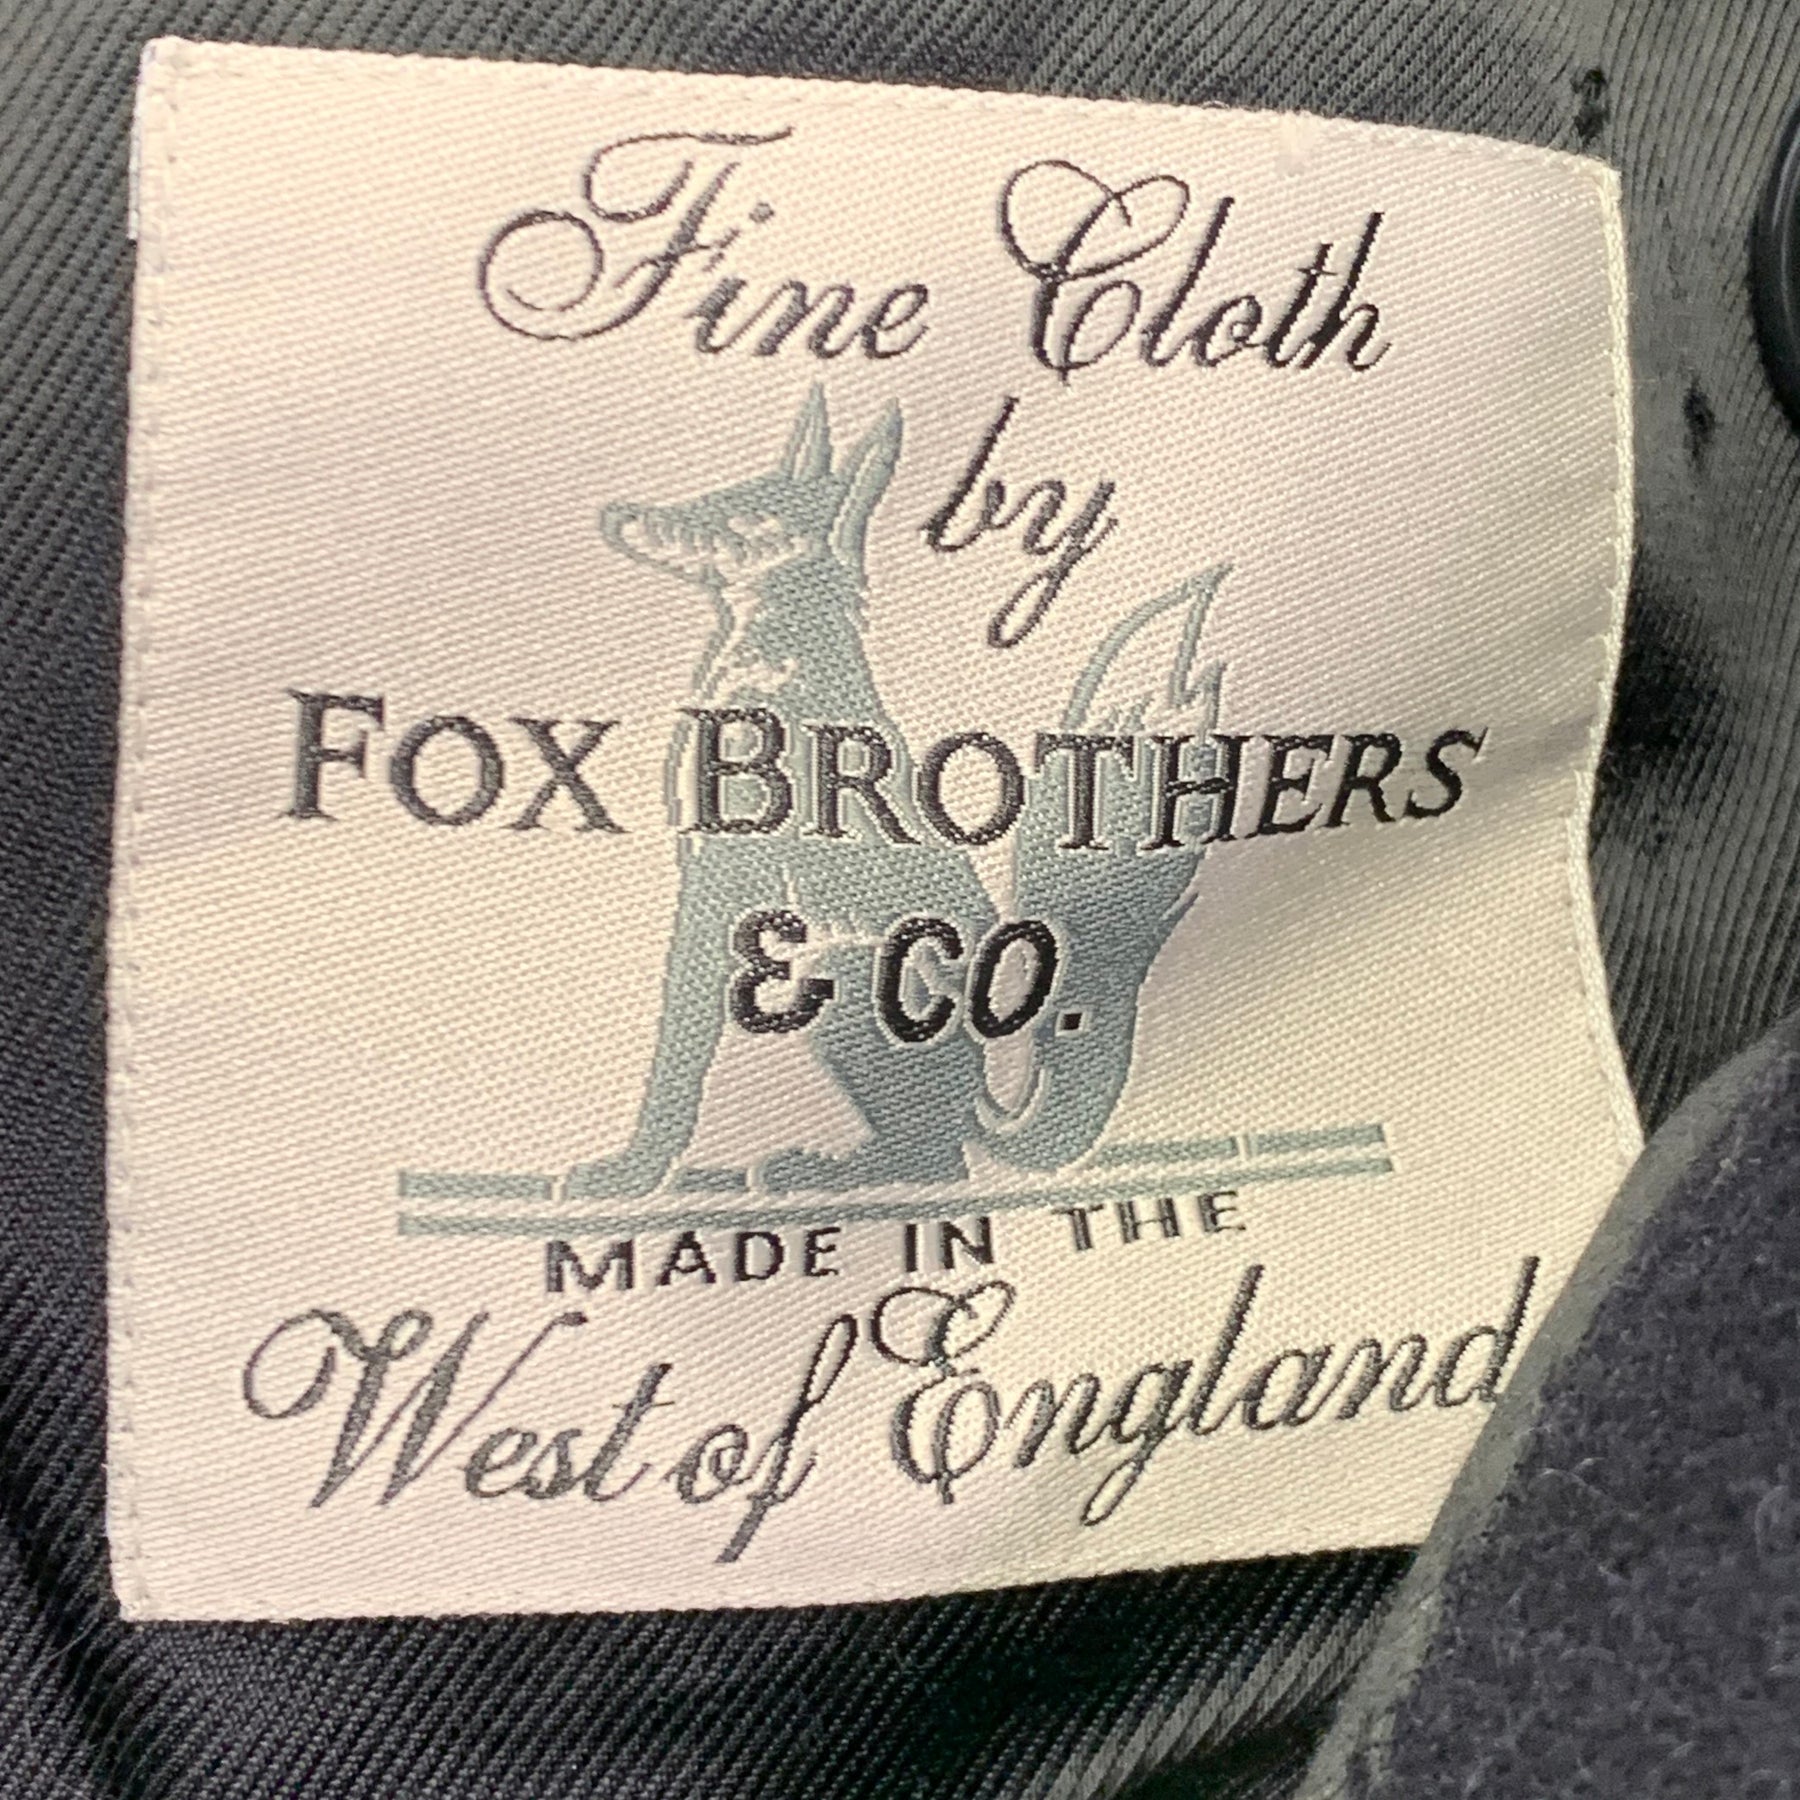 Fine Cloth
by
FOX BROTHERS
& CO.
MADE IN THE
West of England